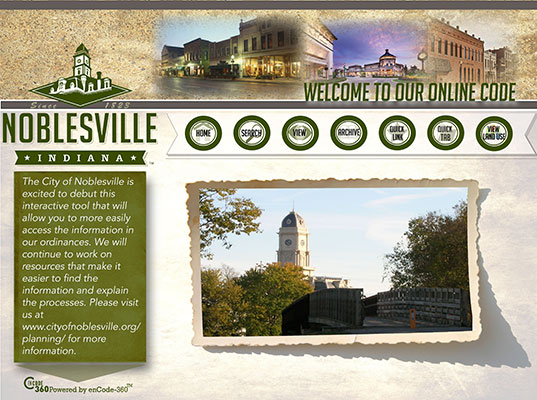 WELCOME TO OUR ONLINE CODE
Since 1823
NOBLESVILLE
INDIANA
HOME
SEARCH
VIEW
ARCHIVE
QUICK
LINK
QUICK
TAB
VIEW
LAND USE
The City of Noblesville is
excited to debut this
interactive tool that will
allow you to more easily
access the information in
our ordinances. We will
continue to work on
resources that make it
easier to find the
information and explain
the processes. Please visit
us at
www.cityofnoblesville.org/
planning/ for more
information.
ENCODE
360 Powered by enCode-360™